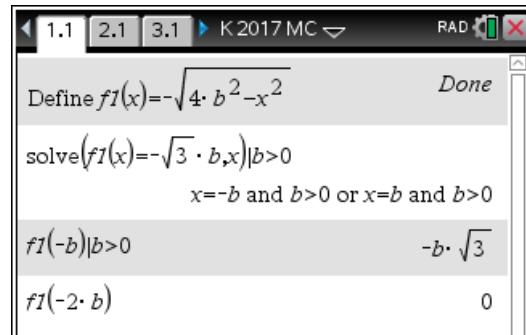 1.1 2.1 3.1 K 2017 MC RAD
Define f1(x)=-√(4·b²-x²) Done
solve(f1(x)=-√3·b,x)|b>0
x=-b and b>0 or x=b and b>0
f1(-b)|b>0 -b·√3
f1(-2·b) 0